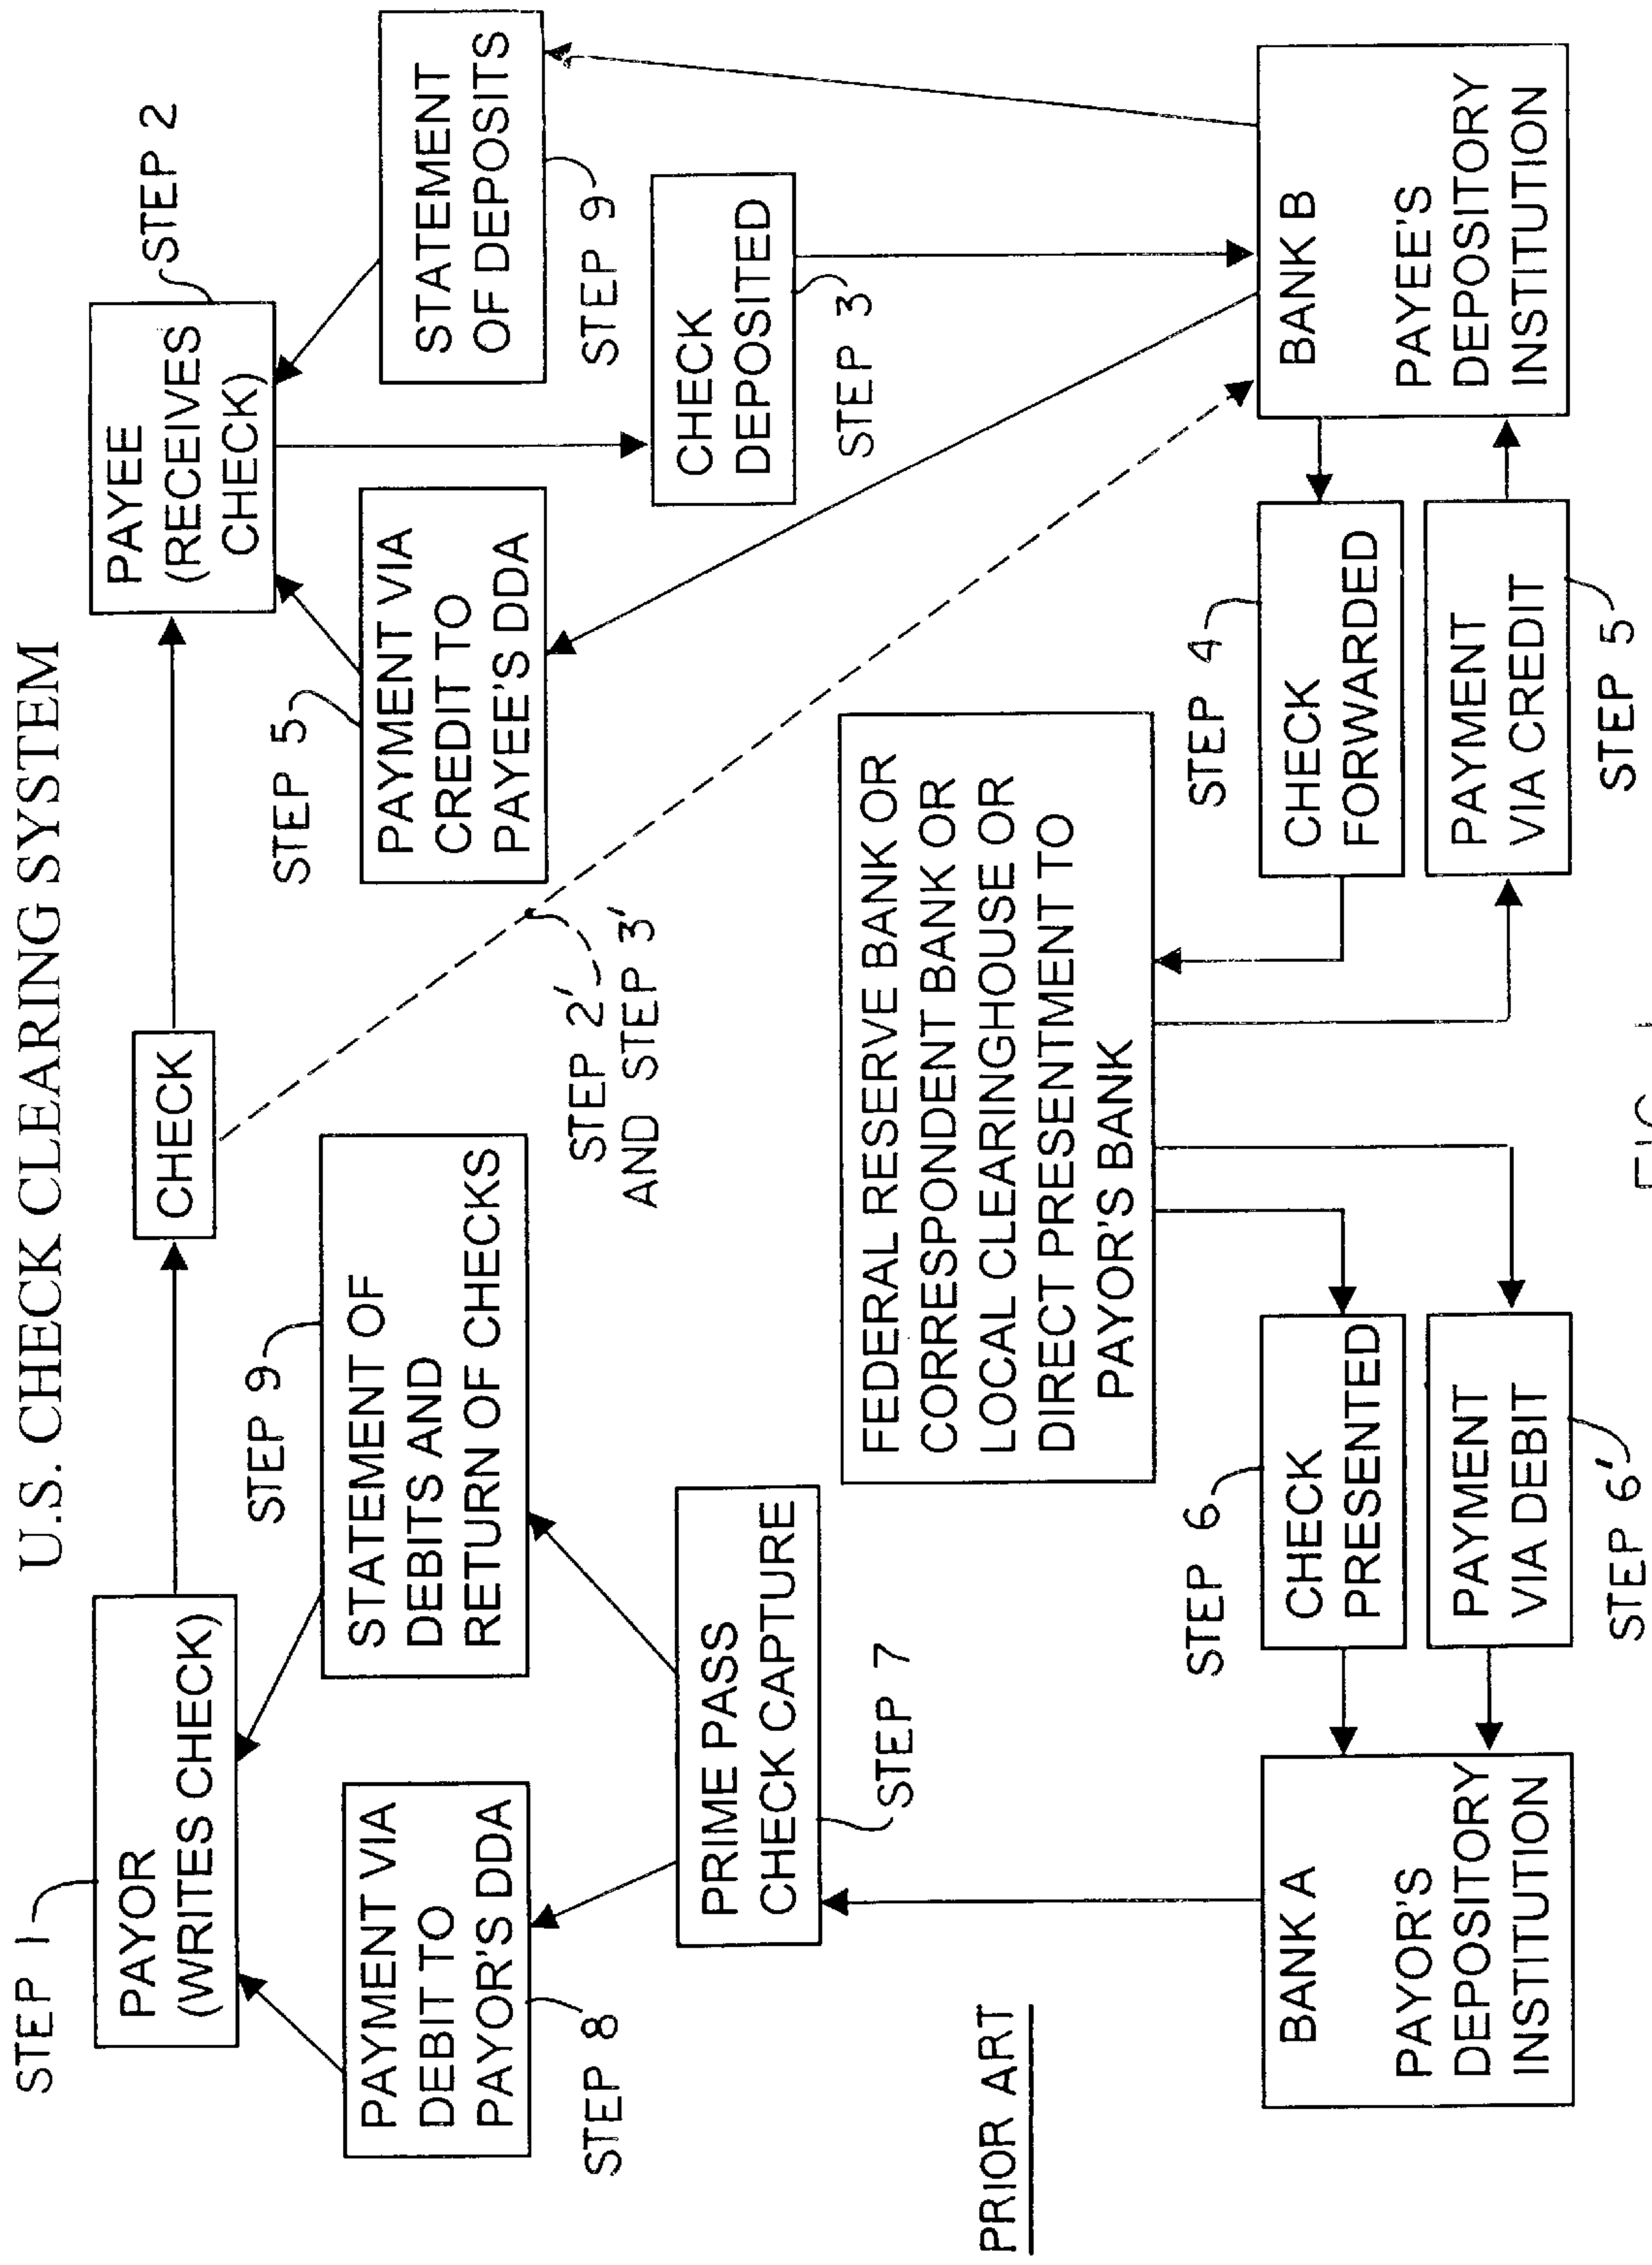 U.S. CHECK CLEARING SYSTEM
STEP 1
PAYOR
(WRITES CHECK)
CHECK
PAYEE
(RECEIVES
CHECK)
STEP 2
STEP 9
STATEMENT OF
DEBITS AND
RETURN OF CHECKS
PAYMENT VIA
DEBIT TO
PAYOR'S DDA
STEP 8
STEP 5
PAYMENT VIA
CREDIT TO
PAYEE'S DDA
STATEMENT
OF DEPOSITS
STEP 9
STEP 2'
AND STEP 3'
CHECK
DEPOSITED
STEP 3
PRIME PASS
CHECK CAPTURE
STEP 7
FEDERAL RESERVE BANK OR
CORRESPONDENT BANK OR
LOCAL CLEARINGHOUSE OR
DIRECT PRESENTMENT TO
PAYOR'S BANK
PRIOR ART
BANK A
PAYOR'S
DEPOSITORY
INSTITUTION
STEP 6
CHECK
PRESENTED
PAYMENT
VIA DEBIT
STEP 6'
STEP 4
CHECK
FORWARDED
PAYMENT
VIA CREDIT
STEP 5
BANK B
PAYEE'S
DEPOSITORY
INSTITUTION